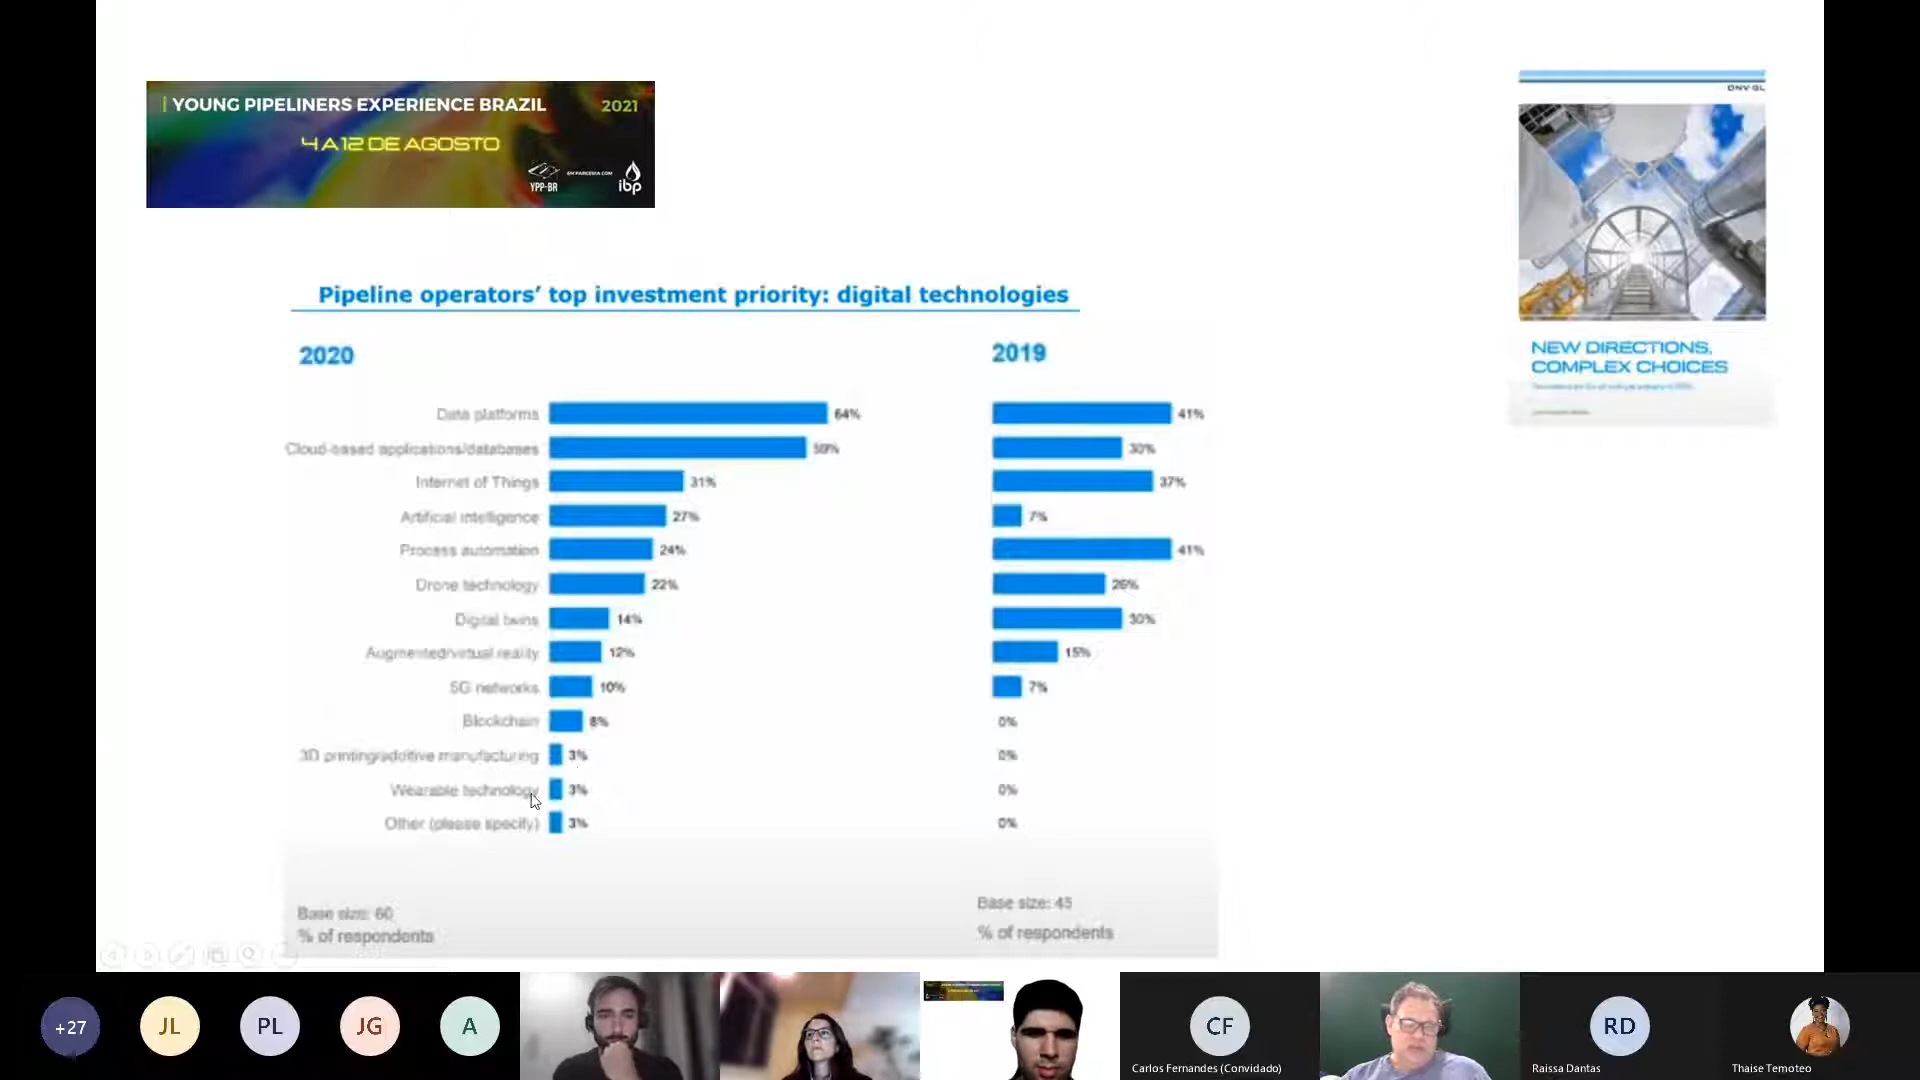 YOUNG PIPELINERS EXPERIENCE BRAZIL 2021
4 A 12 DE AGOSTO
YPP-BR EM PARCERIA COM ibp
DNV·GL
NEW DIRECTIONS,
COMPLEX CHOICES
Pipeline operators’ top investment priority: digital technologies
2020 2019
Data platforms 64% 41%
Cloud-based applications/databases 59% 30%
Internet of Things 31% 37%
Artificial intelligence 27% 7%
Process automation 24% 41%
Drone technology 22% 26%
Digital twins 14% 30%
Augmented/virtual reality 12% 15%
5G networks 10% 7%
Blockchain 8% 0%
3D printing/additive manufacturing 3% 0%
Wearable technology 3% 0%
Other (please specify) 3% 0%
Base size: 60
% of respondents
Base size: 45
% of respondents
+27
JL
PL
JG
A
CF
Carlos Fernandes (Convidado)
RD
Raissa Dantas
Thaise Temoteo